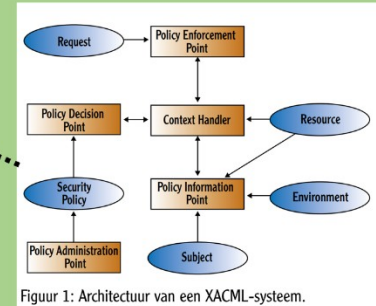 Request
Policy Enforcement
Point
Policy Decision
Point
Context Handler
Resource
Security
Policy
Policy Information
Point
Environment
Policy Administration
Point
Subject
Figuur 1: Architectuur van een XACML-systeem.